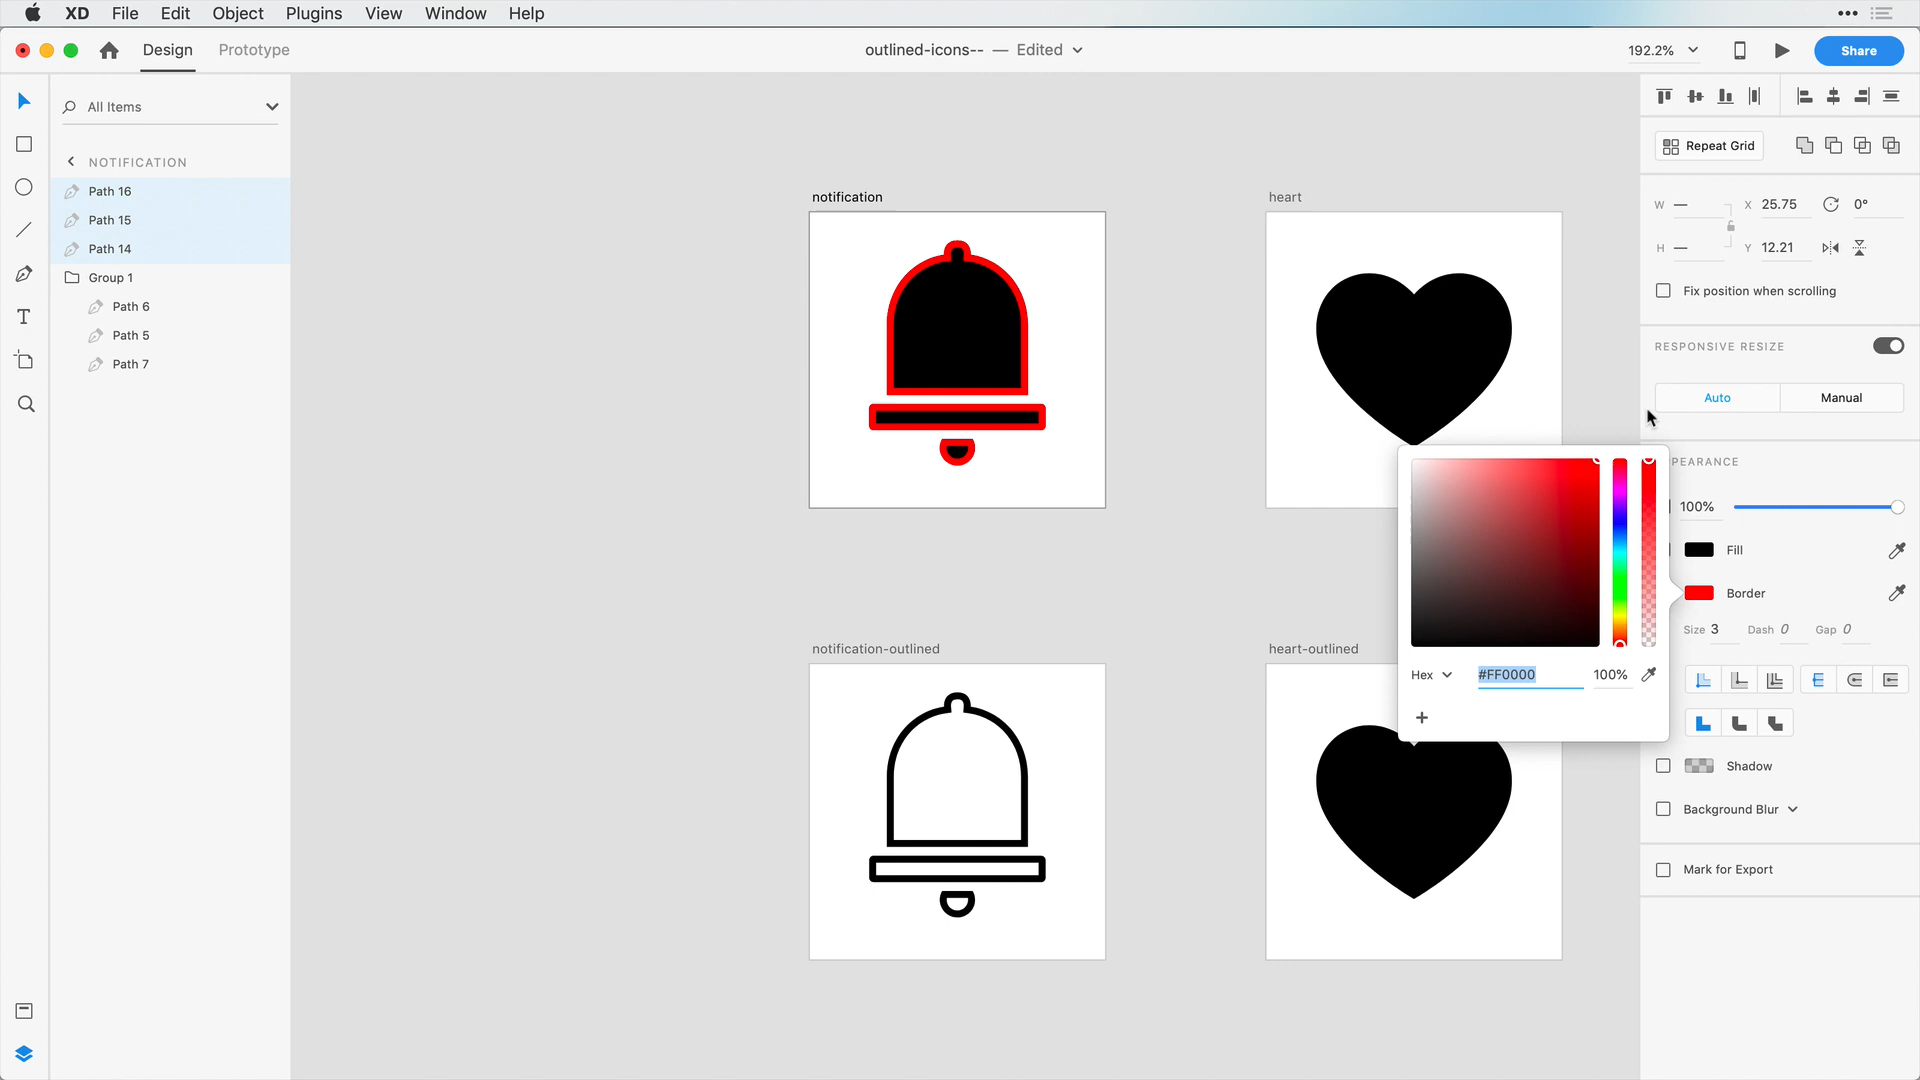 XD File Edit Object Plugins View Window Help
Design Prototype outlined-icons-- — Edited 192.2% Share
All Items
NOTIFICATION
Path 16
Path 15
Path 14
Group 1
Path 6
Path 5
Path 7
notification
heart
notification-outlined
heart-outlined
Repeat Grid
W — X 25.75 0°
H — Y 12.21
Fix position when scrolling
RESPONSIVE RESIZE
Auto Manual
PEARANCE
100%
Fill
Border
Size 3 Dash 0 Gap 0
Hex #FF0000 100%
+
Shadow
Background Blur
Mark for Export